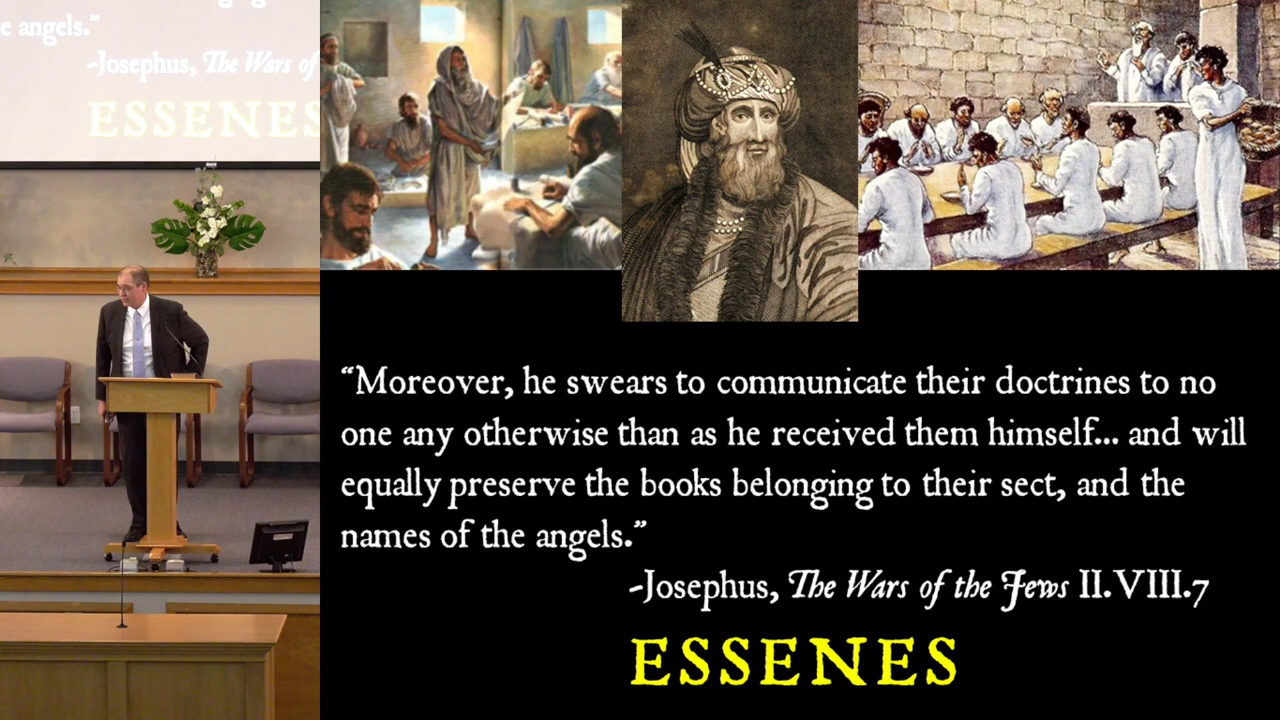 e angels.”
-Josephus, The Wars of
ESSENES
“Moreover, he swears to communicate their doctrines to no
one any otherwise than as he received them himself... and will
equally preserve the books belonging to their sect, and the
names of the angels.”
-Josephus, The Wars of the Jews II.VIII.7
ESSENES